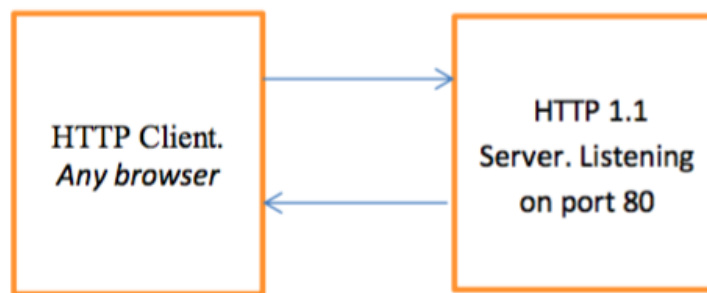 HTTP Client.
Any browser
HTTP 1.1
Server. Listening
on port 80